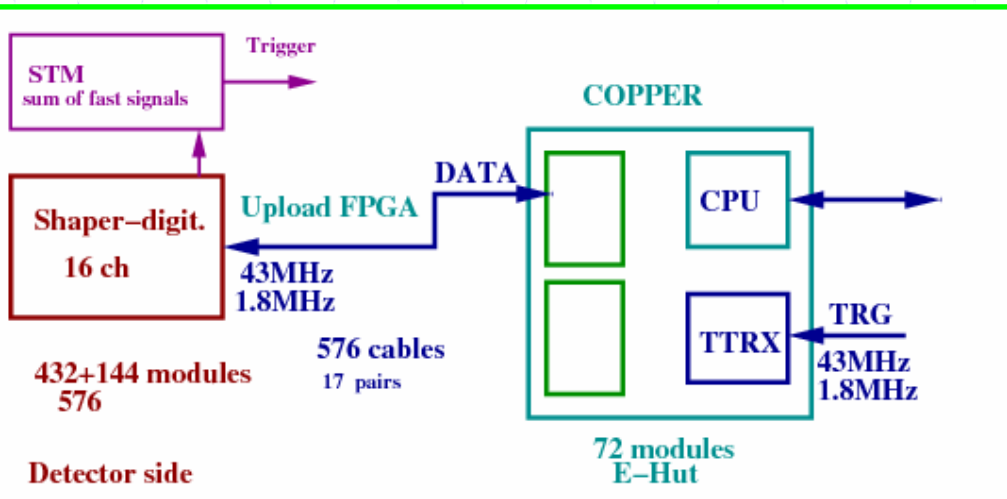 Trigger
STM
sum of fast signals
COPPER
DATA
Upload FPGA
CPU
Shaper–digit.
16 ch
43MHz
1.8MHz
TRG
TTRX
43MHz
1.8MHz
576 cables
17 pairs
432+144 modules
576
72 modules
E–Hut
Detector side